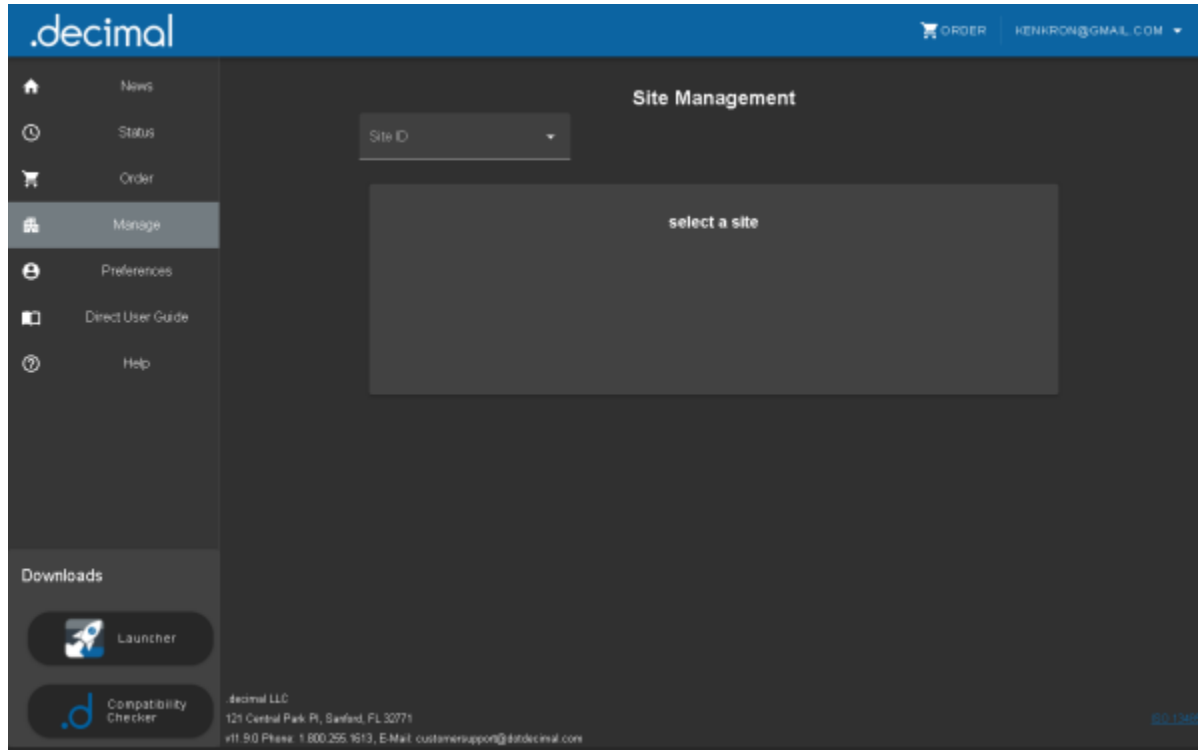 .decimal
ORDER
KENKRON@GMAIL.COM
News
Status
Order
Manage
Preferences
Direct User Guide
Help
Site Management
Site ID
select a site
Downloads
Launcher
.d
Compatibility
Checker
.decimal LLC
121 Central Park Pl, Sanford, FL 32771
v11.9.0 Phone: 1.800.255.1613, E-Mail: customersupport@dotdecimal.com
ISO